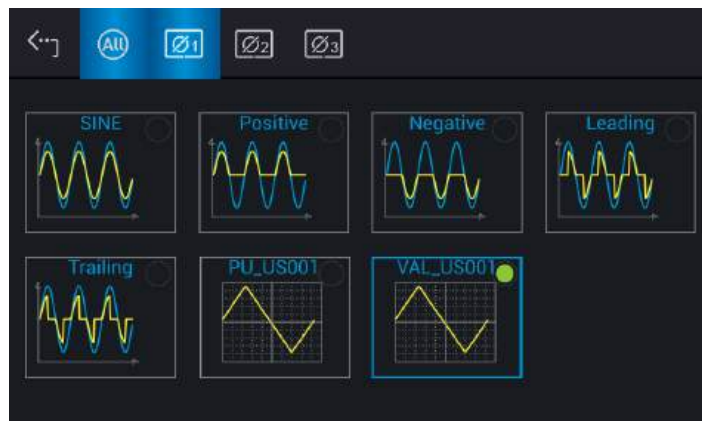 All Ø1 Ø2 Ø3
SINE Positive Negative Leading
Trailing PU_US001 VAL_US001